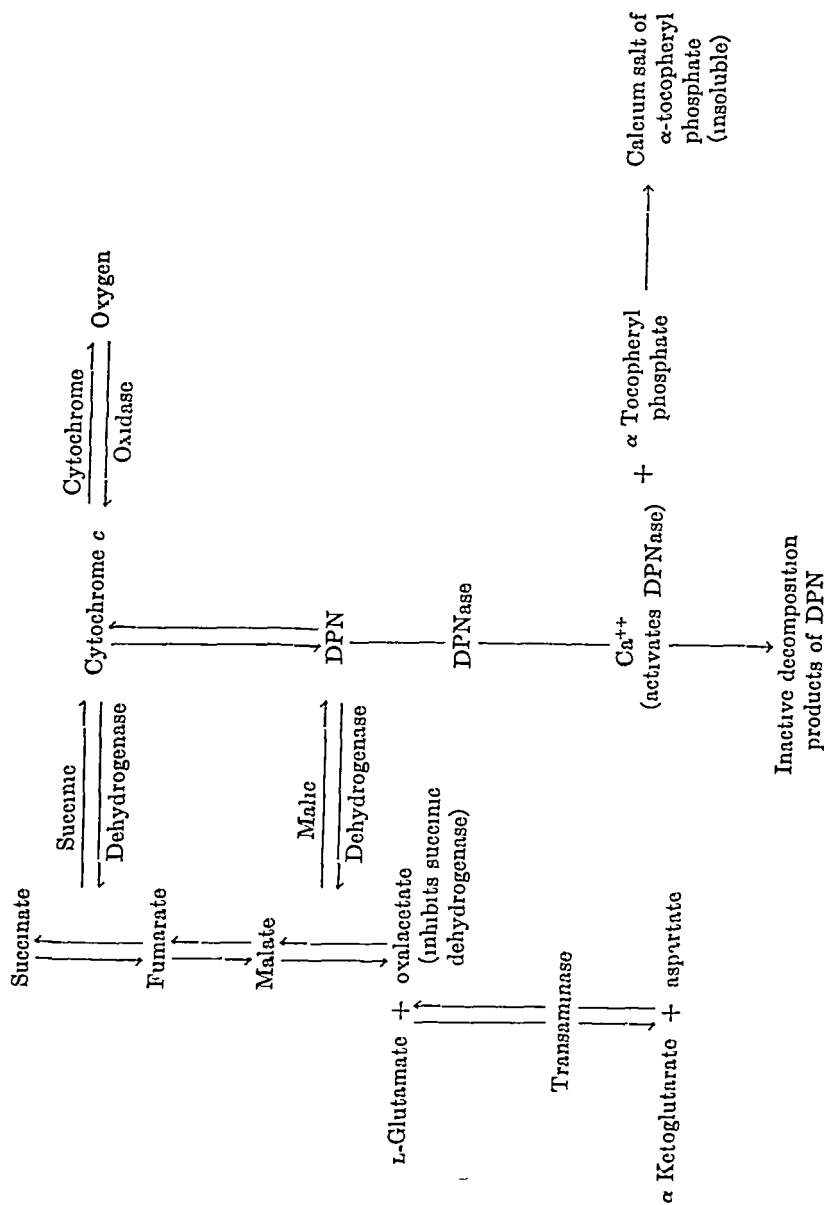 Succinate
Succinic
Dehydrogenase
Cytochrome c
Cytochrome
Oxidase
Oxygen
Fumarate
Malate
Malic
Dehydrogenase
DPN
L-Glutamate + oxalacetate
(inhibits succinic
dehydrogenase)
DPNase
Transaminase
α Ketoglutarate + aspartate
Ca++
(activates DPNase)
+
α Tocopheryl
phosphate
Calcium salt of
α-tocopheryl
phosphate
(insoluble)
Inactive decomposition
products of DPN